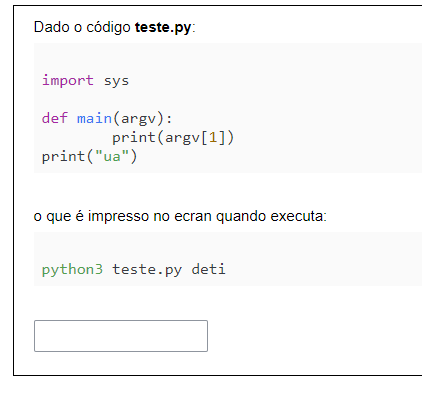 Dado o código teste.py:
import sys
def main(argv):
        print(argv[1])
print("ua")
o que é impresso no ecran quando executa:
python3 teste.py deti